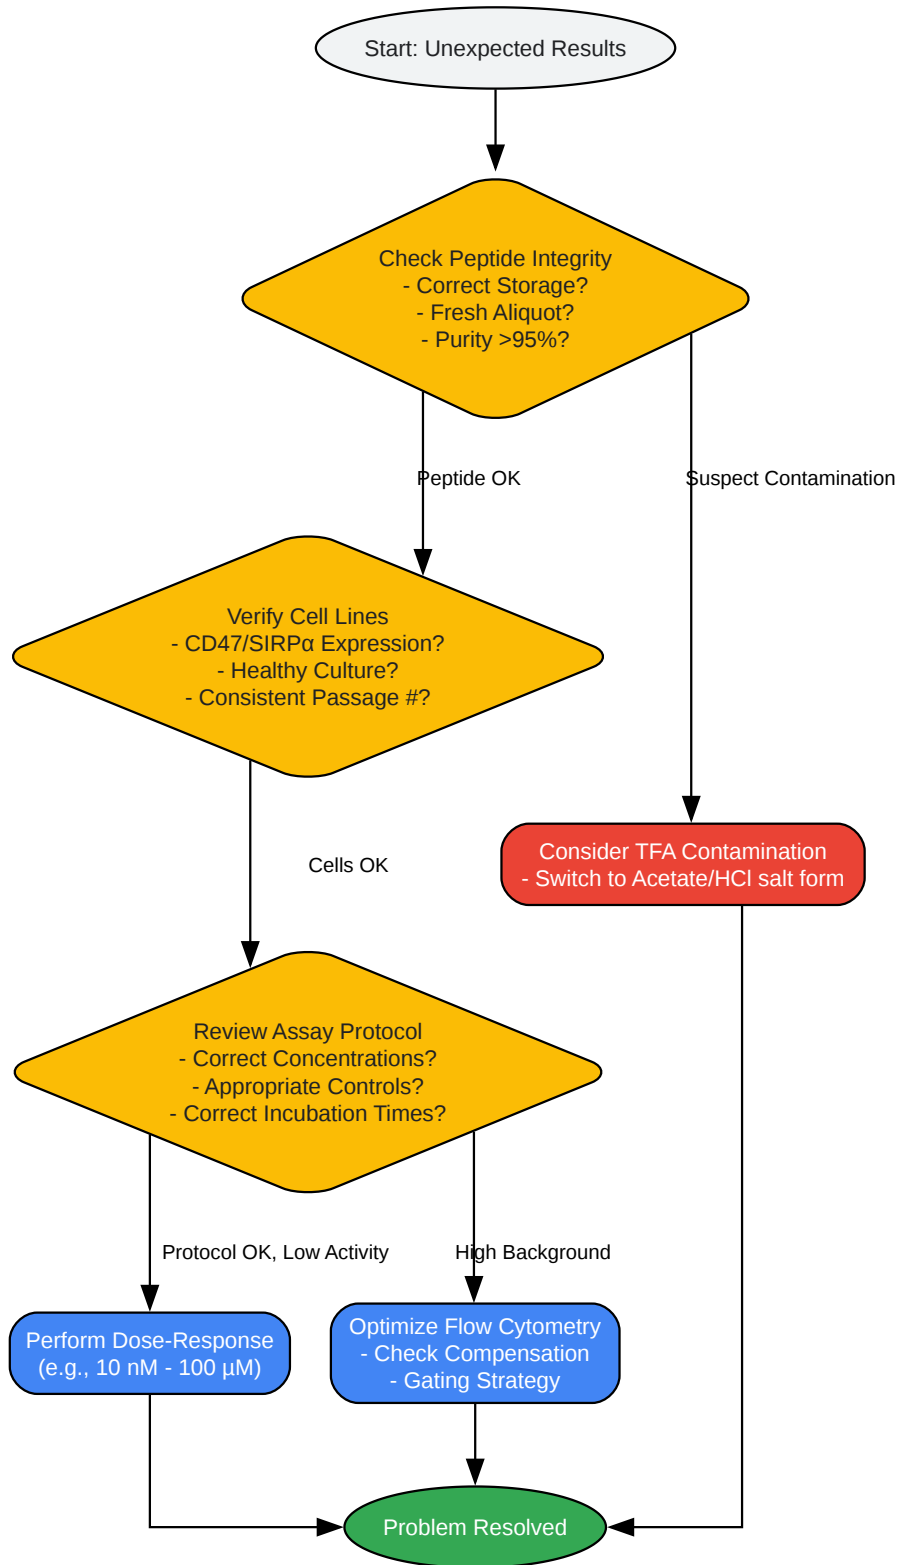 Start: Unexpected Results
Check Peptide Integrity
- Correct Storage?
- Fresh Aliquot?
- Purity >95%?
Peptide OK
Suspect Contamination
Verify Cell Lines
- CD47/SIRPα Expression?
- Healthy Culture?
- Consistent Passage #?
Cells OK
Consider TFA Contamination
- Switch to Acetate/HCl salt form
Review Assay Protocol
- Correct Concentrations?
- Appropriate Controls?
- Correct Incubation Times?
Protocol OK, Low Activity
High Background
Perform Dose-Response
(e.g., 10 nM - 100 µM)
Optimize Flow Cytometry
- Check Compensation
- Gating Strategy
Problem Resolved